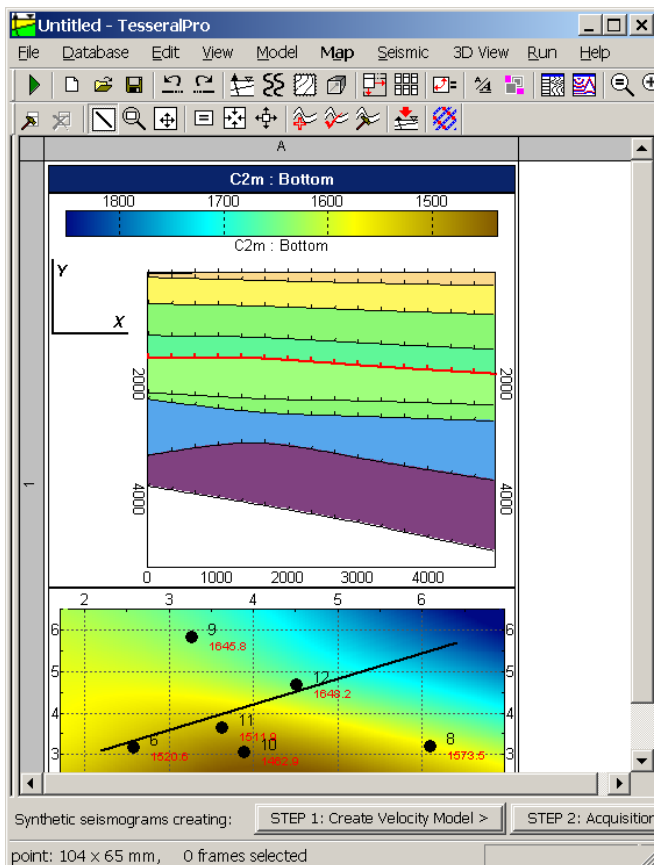 Untitled - TesseralPro
File Database Edit View Model Map Seismic 3D View Run Help
A
C2m : Bottom
1800 1700 1600 1500
C2m : Bottom
Y
X
2000 2000
4000 4000
1
0 1000 2000 3000 4000
2 3 4 5 6
6 9 6
1645.8
5 12 5
1648.2
4 11 4
1511.9
6 10 8
3 3
1520.6 1462.9 1573.5
Synthetic seismograms creating: STEP 1: Create Velocity Model > STEP 2: Acquisition
point: 104 × 65 mm, 0 frames selected